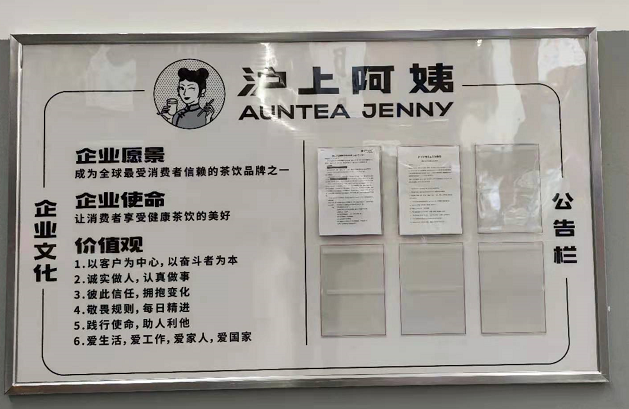 沪上阿姨
AUNTEA JENNY
企业文化
企业愿景
成为全球最受消费者信赖的茶饮品牌之一
企业使命
让消费者享受健康茶饮的美好
价值观
1.以客户为中心,以奋斗者为本
2.诚实做人,认真做事
3.彼此信任,拥抱变化
4.敬畏规则,每日精进
5.践行使命,助人利他
6.爱生活,爱工作,爱家人,爱国家
公告栏